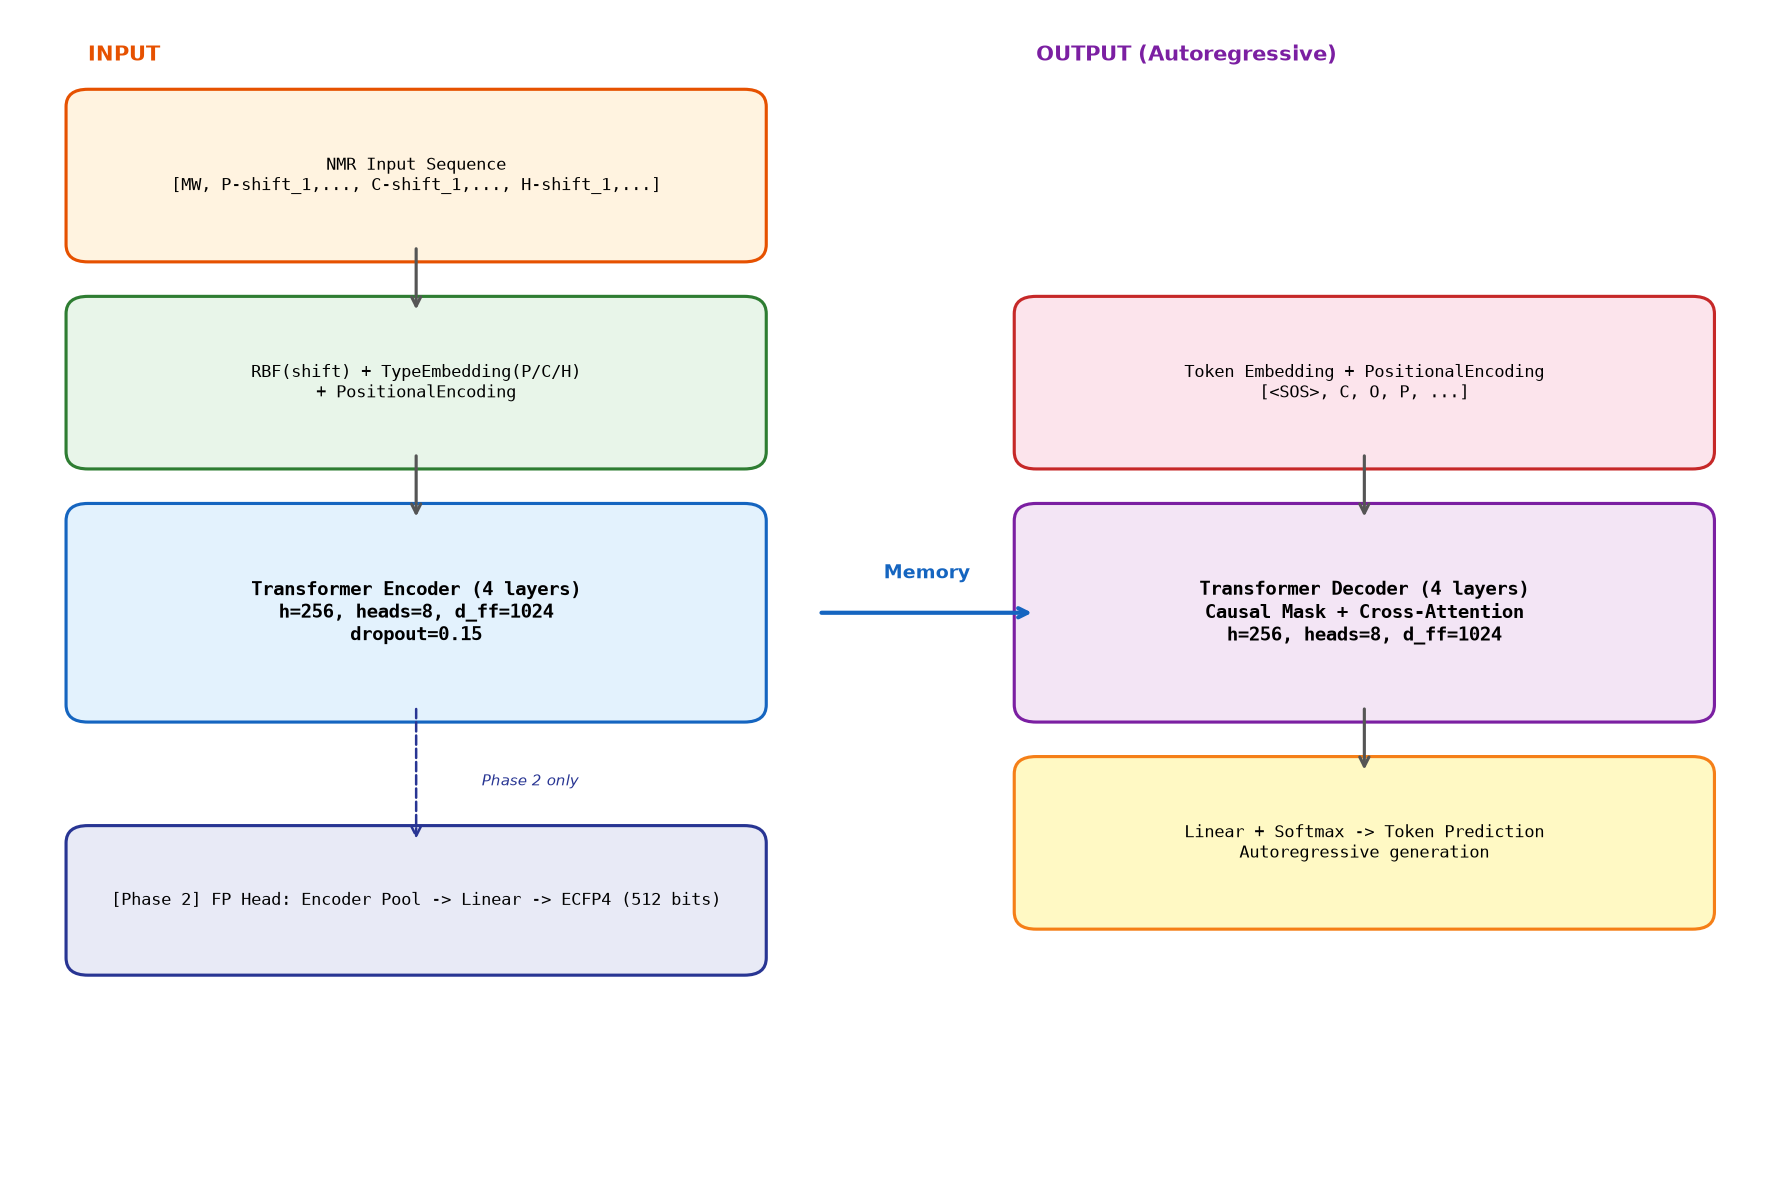 INPUT
NMR Input Sequence
[MW, P-shift_1,..., C-shift_1,..., H-shift_1,...]
RBF(shift) + TypeEmbedding(P/C/H)
+ PositionalEncoding
Transformer Encoder (4 layers)
h=256, heads=8, d_ff=1024
dropout=0.15
Phase 2 only
[Phase 2] FP Head: Encoder Pool -> Linear -> ECFP4 (512 bits)
Memory
OUTPUT (Autoregressive)
Token Embedding + PositionalEncoding
[<SOS>, C, O, P, ...]
Transformer Decoder (4 layers)
Causal Mask + Cross-Attention
h=256, heads=8, d_ff=1024
Linear + Softmax -> Token Prediction
Autoregressive generation